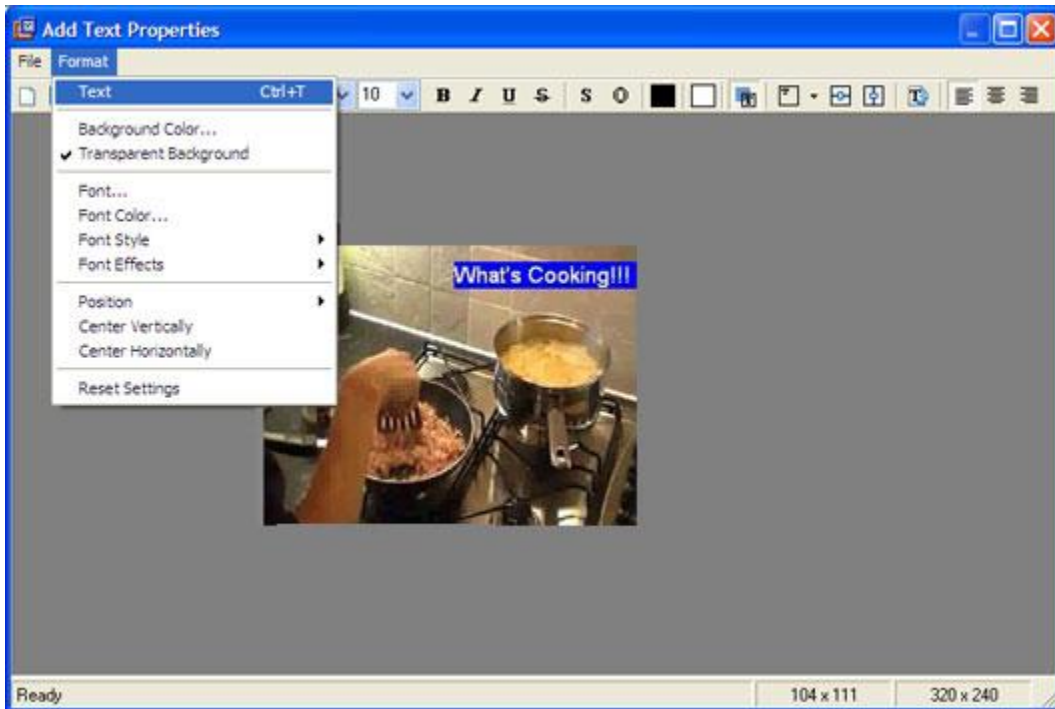 Add Text Properties
File Format
Text Ctrl+T
10 B I U S S O
Background Color...
Transparent Background
Font...
Font Color...
Font Style
Font Effects
Position
Center Vertically
Center Horizontally
Reset Settings
What's Cooking!!!
Ready 104 x 111 320 x 240